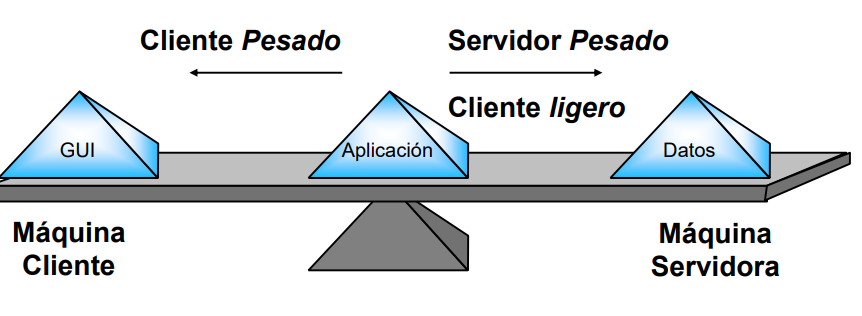 Cliente Pesado
Servidor Pesado
Cliente ligero
GUI
Aplicación
Datos
Máquina
Cliente
Máquina
Servidora